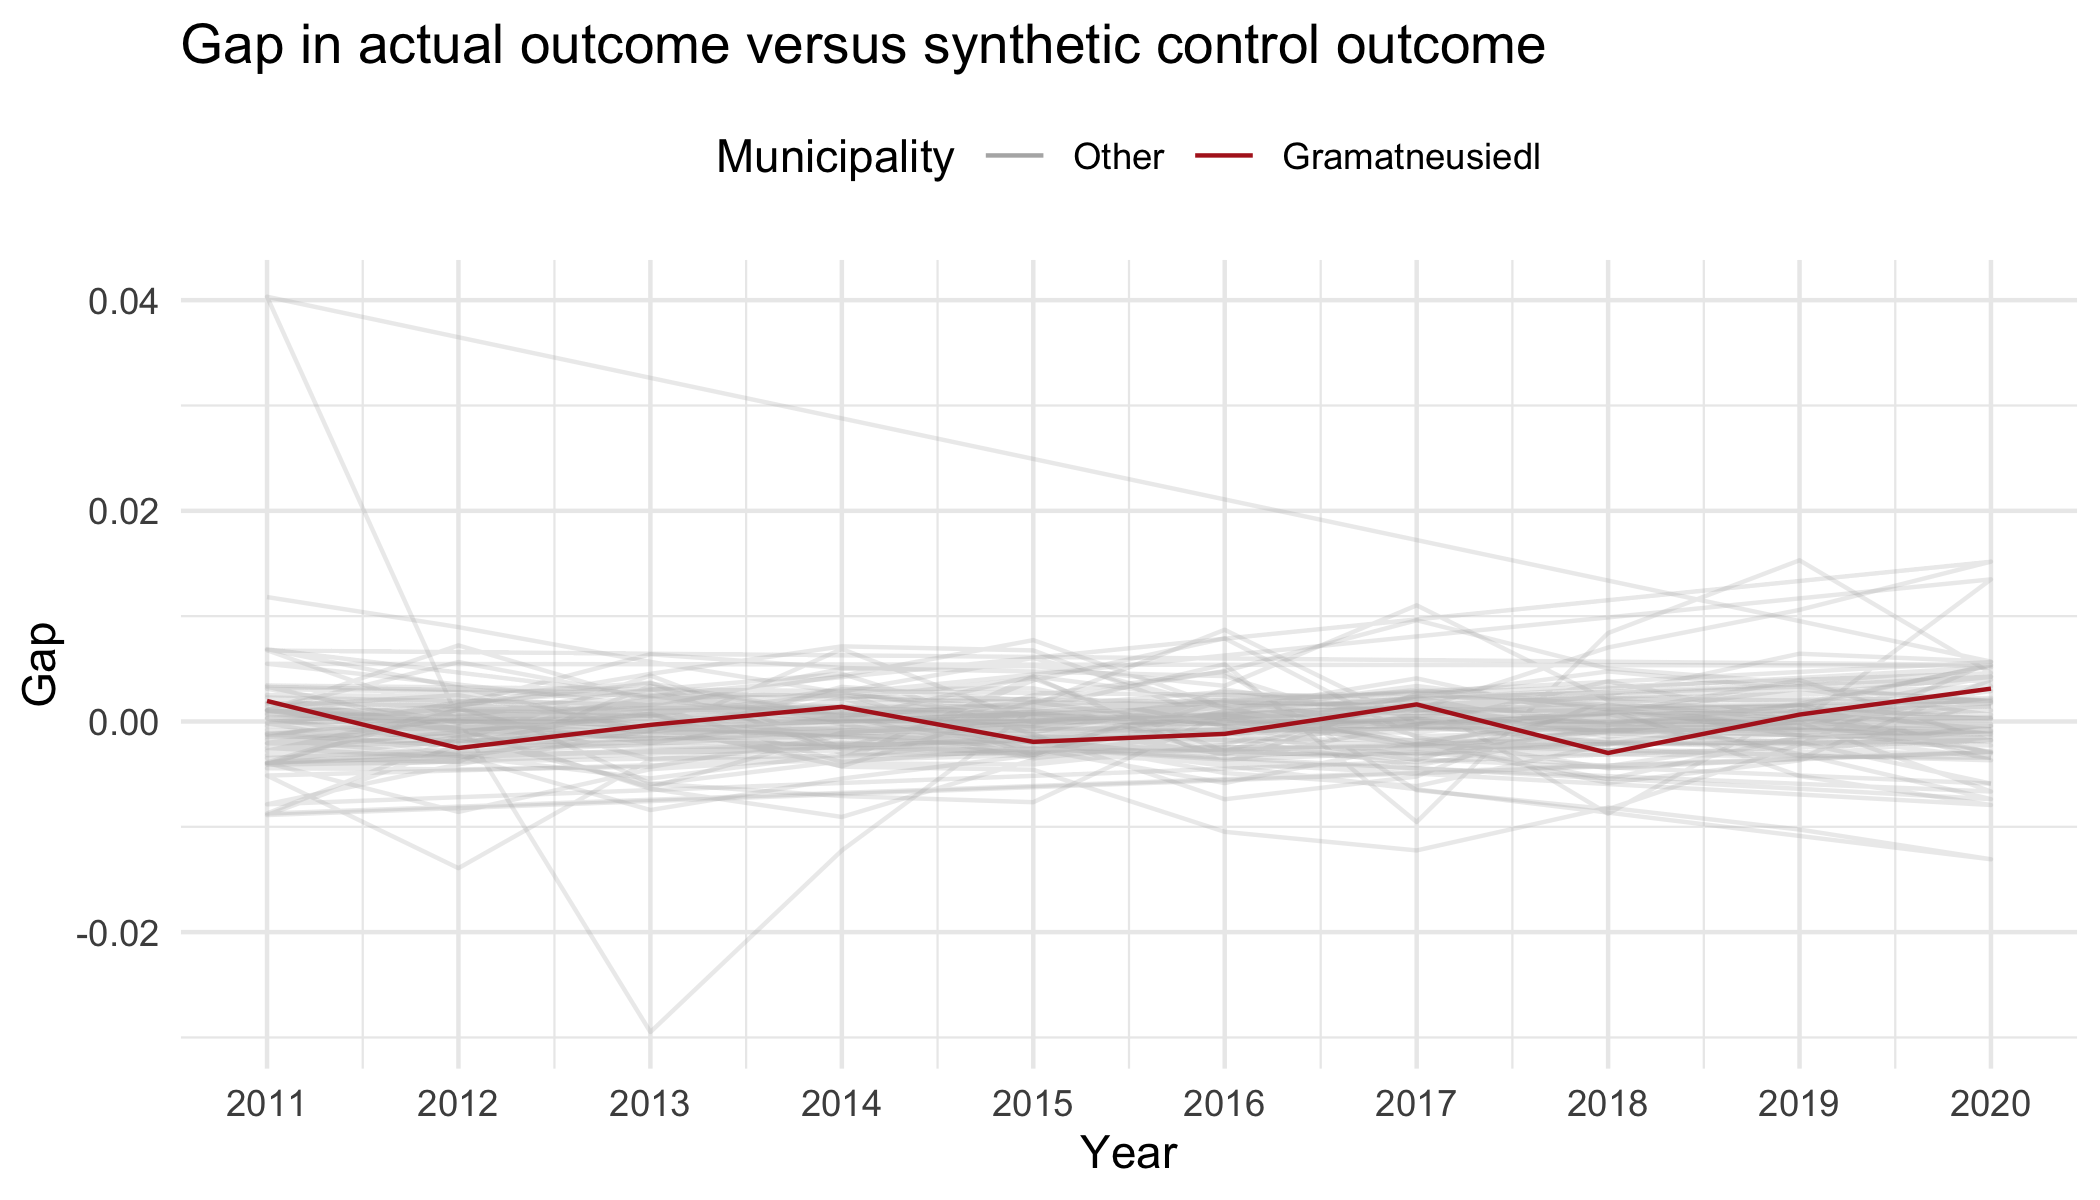 Gap in actual outcome versus synthetic control outcome
Municipality Other Gramatneusiedl
0.04
0.02
0.00
-0.02
Gap
2011 2012 2013 2014 2015 2016 2017 2018 2019 2020
Year